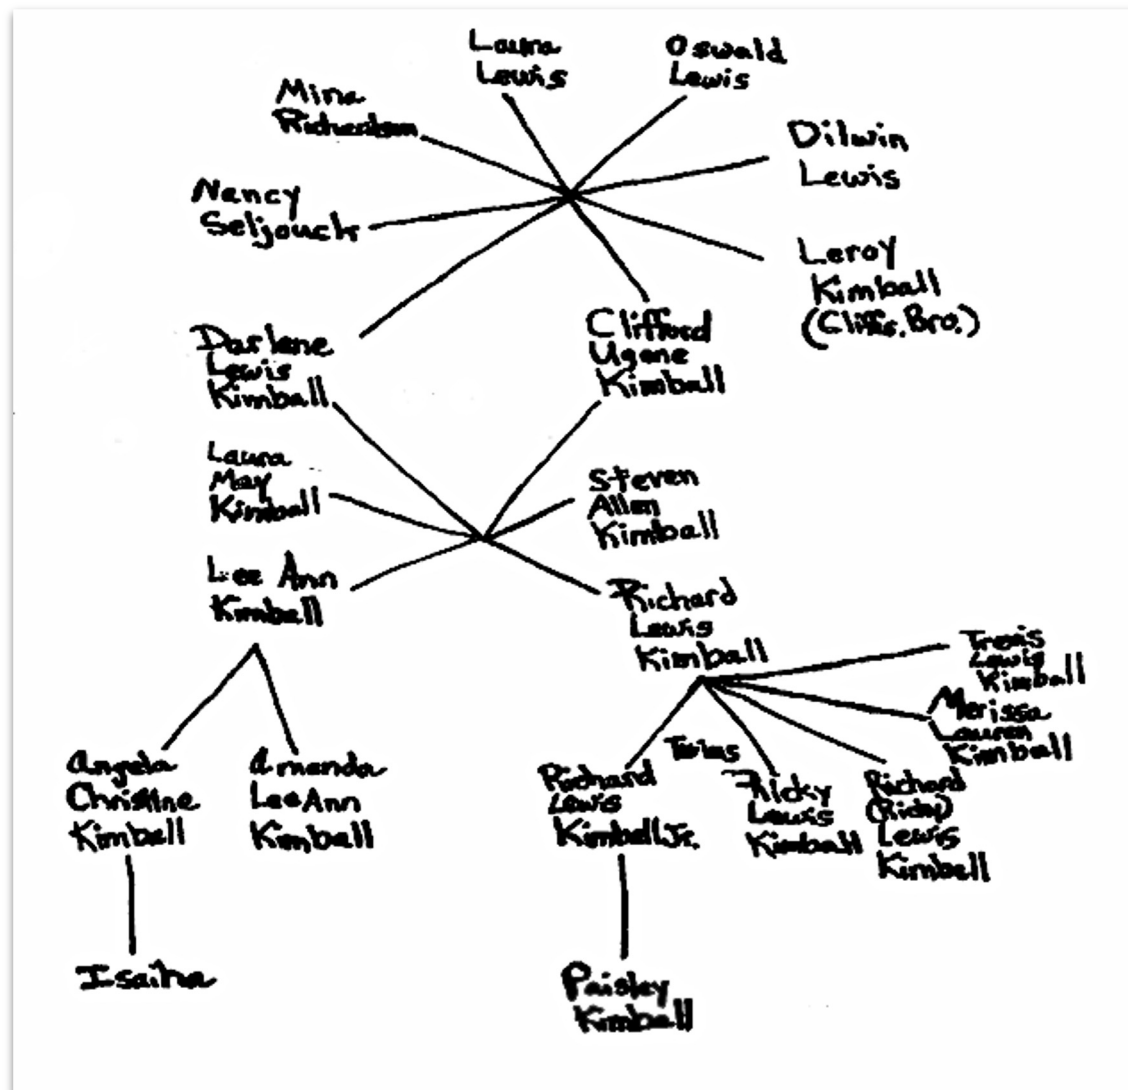 Laura
Lewis
Oswald
Lewis
Mina
Richardson
Dilwin
Lewis
Nancy
Seljouck
Leroy
Kimball
(Cliffs. Bro.)
Darlene
Lewis
Kimball
Clifford
Ugene
Kimball
Laura
May
Kimball
Steven
Allen
Kimball
Lee Ann
Kimball
Richard
Lewis
Kimball
Travis
Lewis
Kimball
Merissa
Lauren
Kimball
Angela
Christine
Kimball
Amanda
LeeAnn
Kimball
Twins
Richard
Lewis
Kimball Jr.
Ricky
Lewis
Kimball
Richard
(Ricky)
Lewis
Kimball
Paisley
Kimball